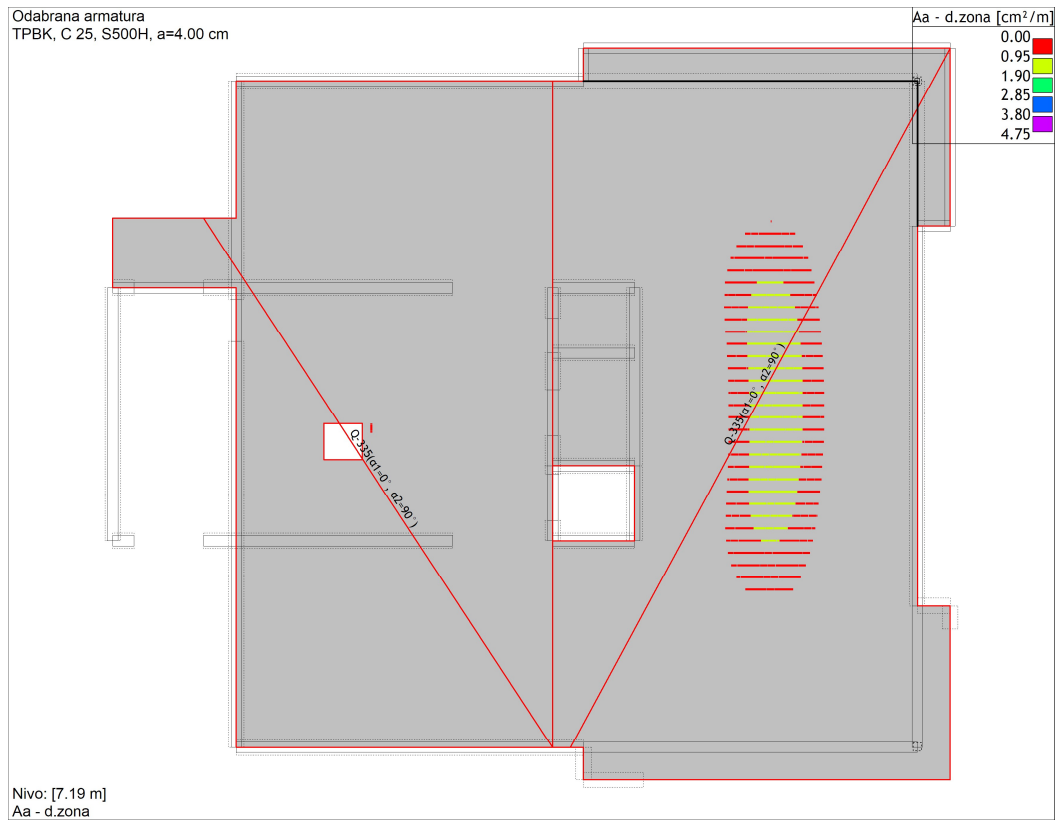 Odabrana armatura
TPBK, C 25, S500H, a=4.00 cm
Aa - d.zona [cm²/m]
0.00
0.95
1.90
2.85
3.80
4.75
Q-335(α1=0°, α2=90°)
Q-335(α1=0°, α2=90°)
Nivo: [7.19 m]
Aa - d.zona